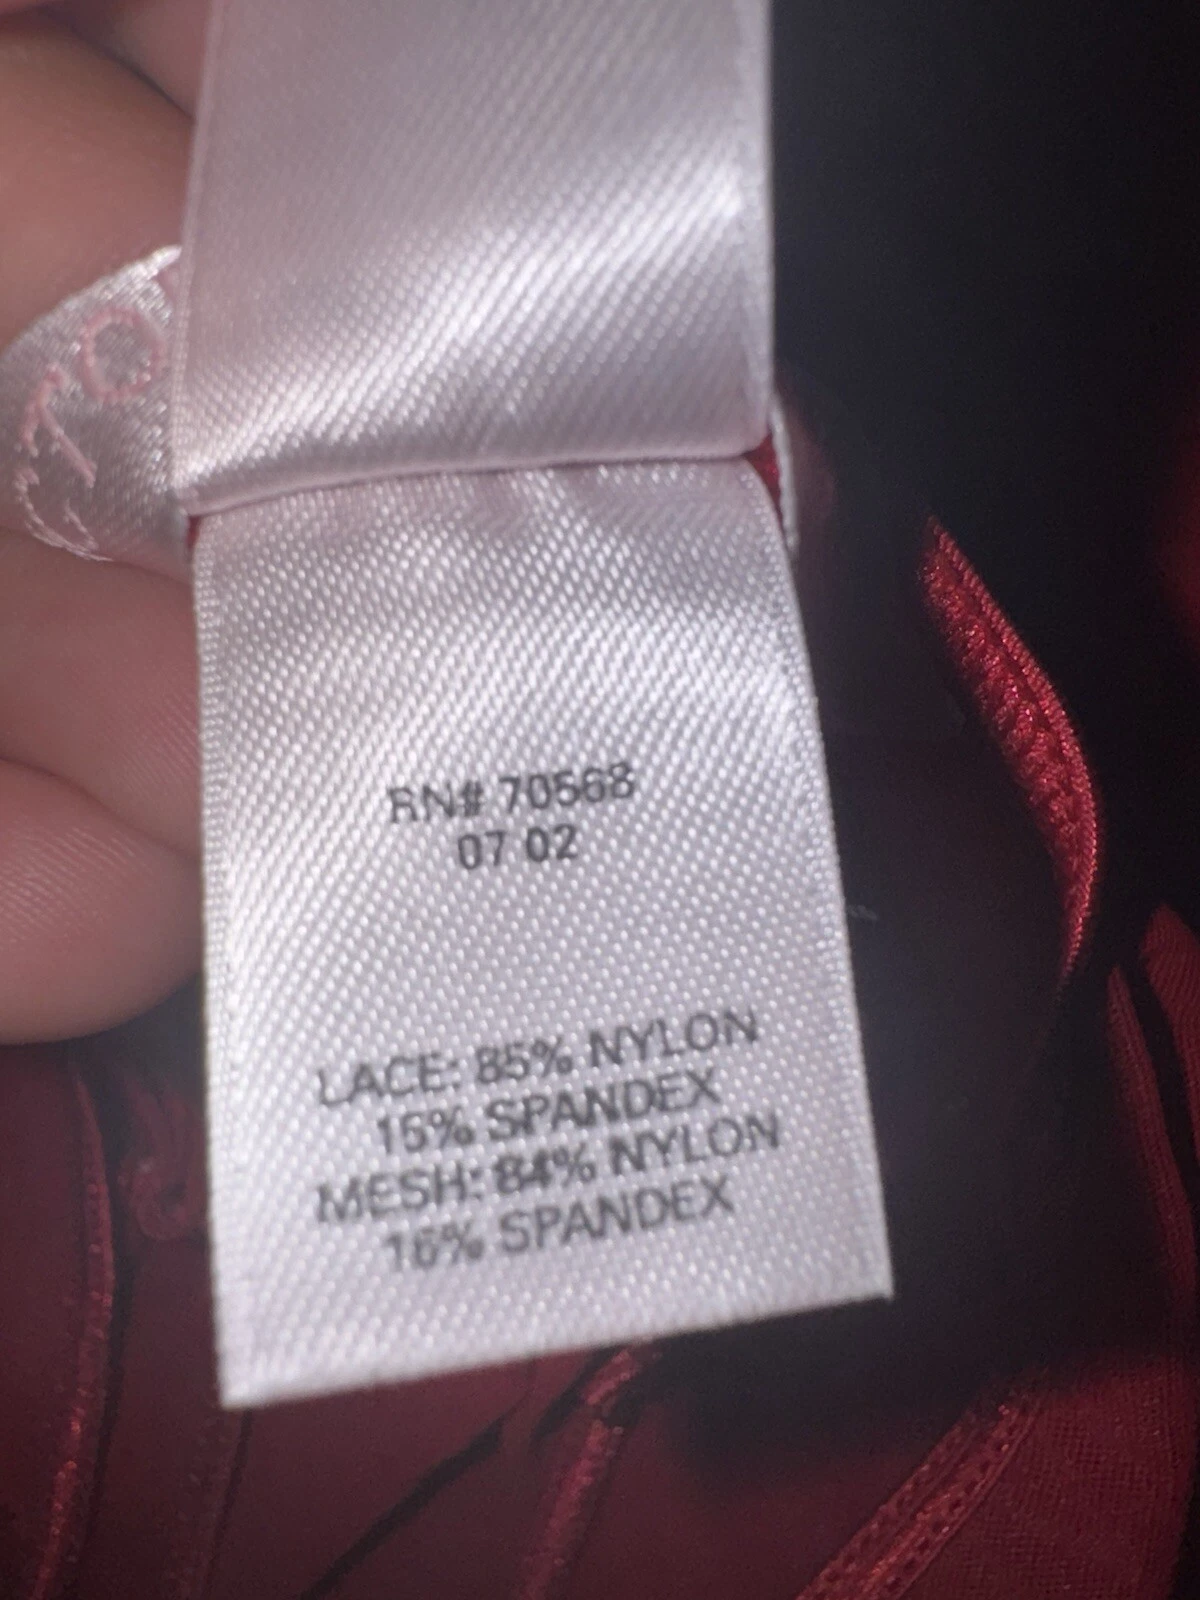 RN# 70568
07 02
LACE: 85% NYLON
15% SPANDEX
MESH: 84% NYLON
16% SPANDEX